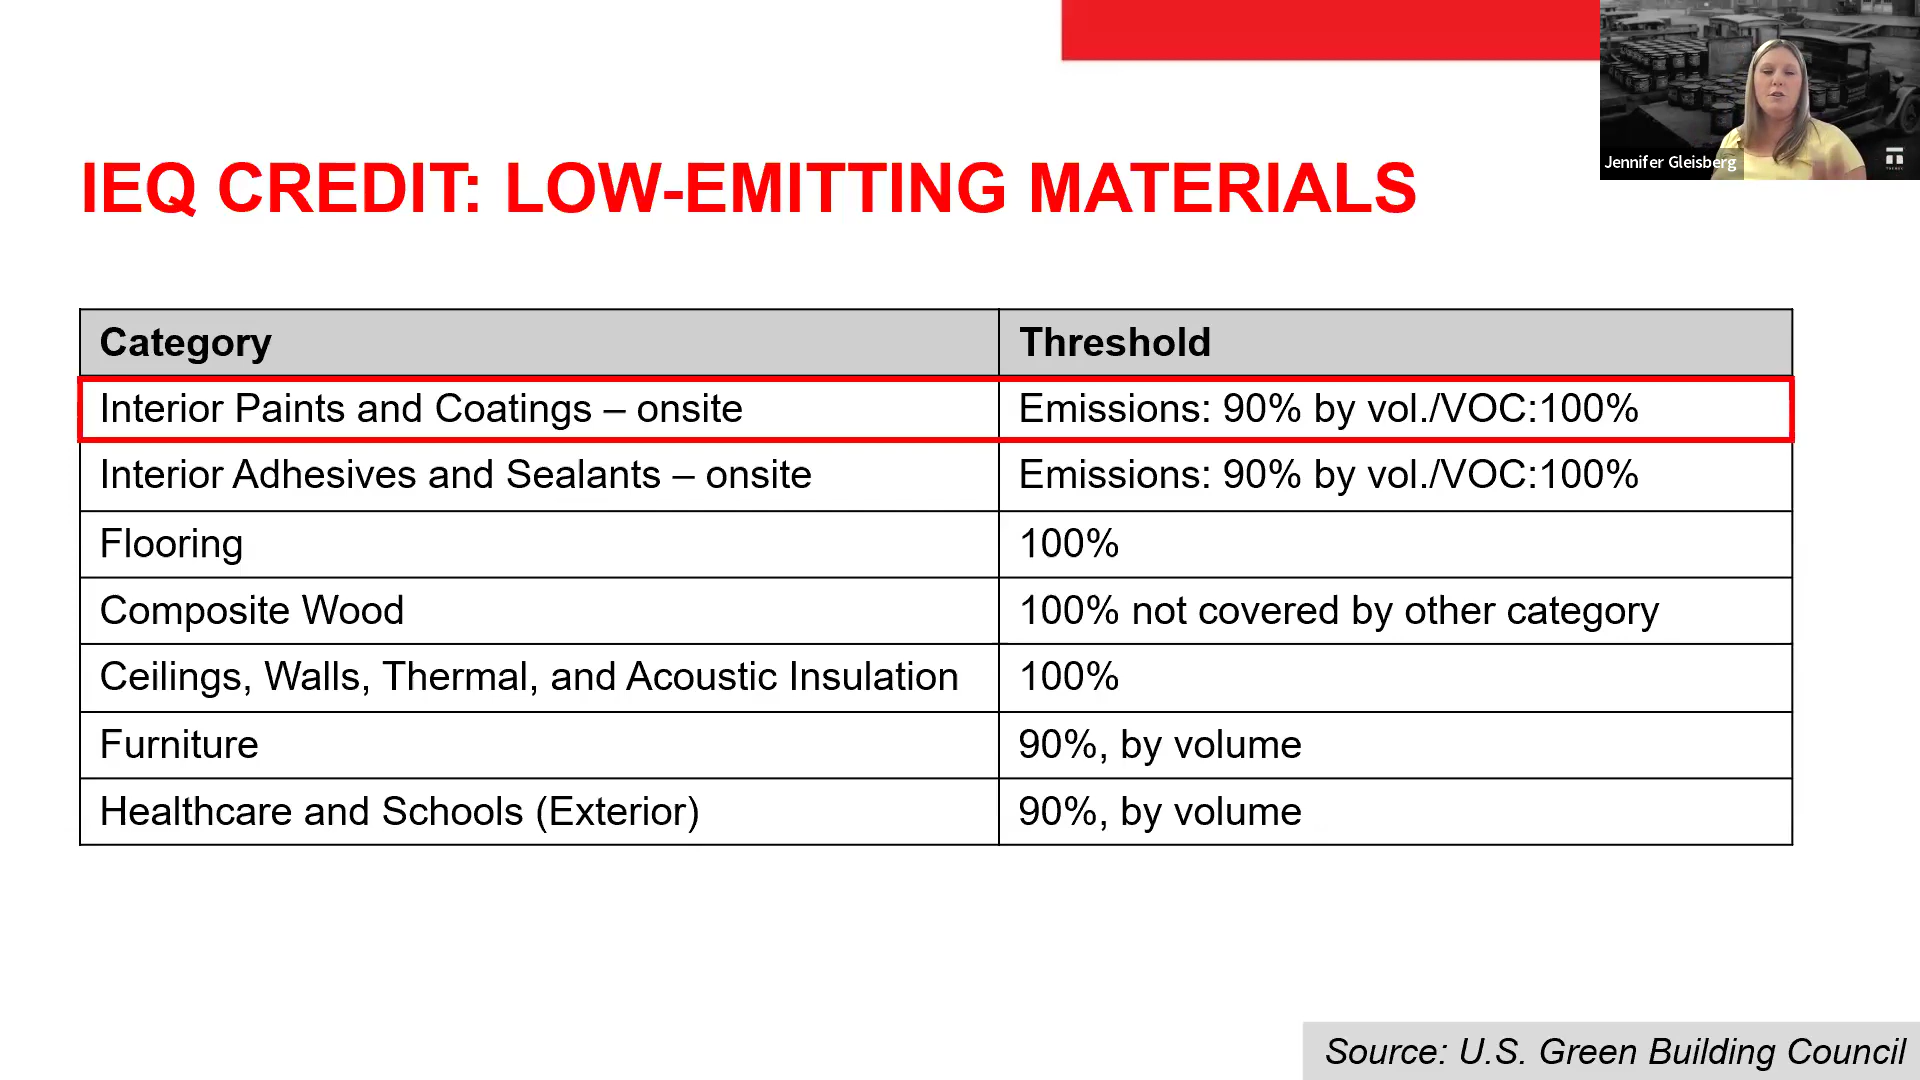 Jennifer Gleisberg
IEQ CREDIT: LOW-EMITTING MATERIALS
Category Threshold
Interior Paints and Coatings – onsite Emissions: 90% by vol./VOC:100%
Interior Adhesives and Sealants – onsite Emissions: 90% by vol./VOC:100%
Flooring 100%
Composite Wood 100% not covered by other category
Ceilings, Walls, Thermal, and Acoustic Insulation 100%
Furniture 90%, by volume
Healthcare and Schools (Exterior) 90%, by volume
Source: U.S. Green Building Council